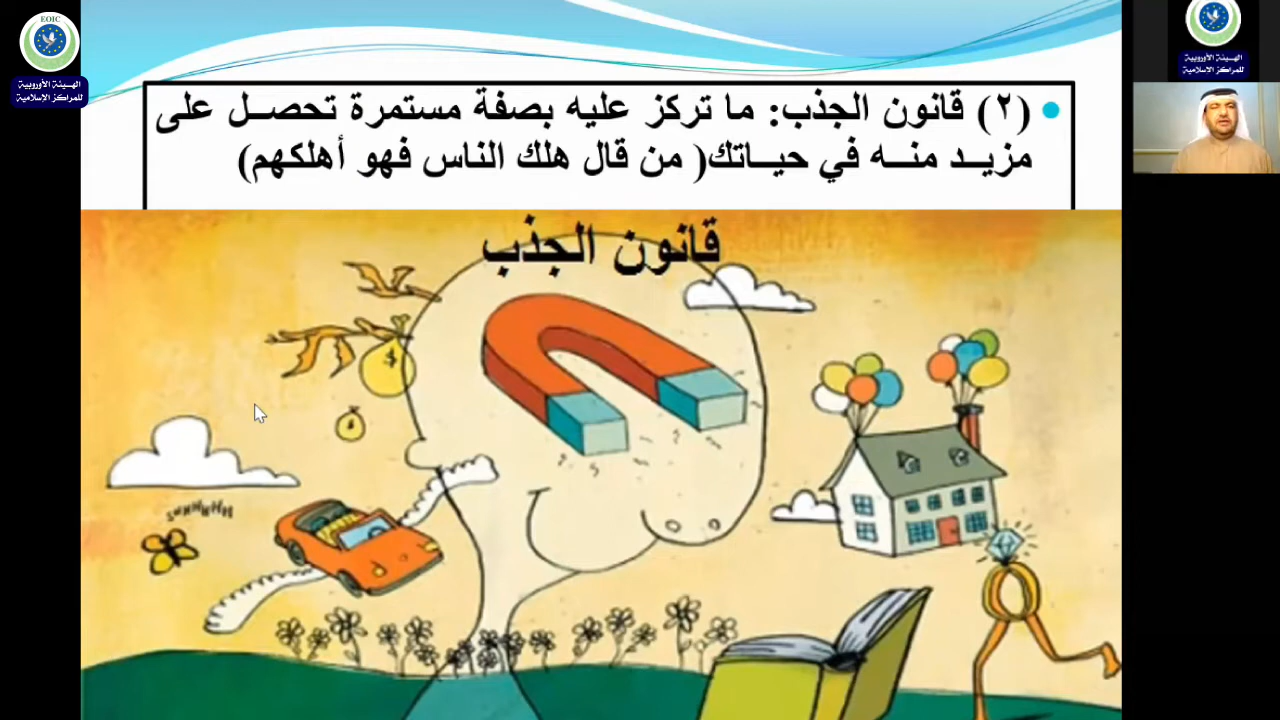 EOIC
الهيئة الأوروبية
للمراكز الإسلامية
(٢) قانون الجذب: ما تركز عليه بصفة مستمرة تحصل على
مزيد منه في حياتك( من قال هلك الناس فهو أهلكهم)
قانون الجذب
$
$
الهيئة الأوروبية
للمراكز الاسلامية